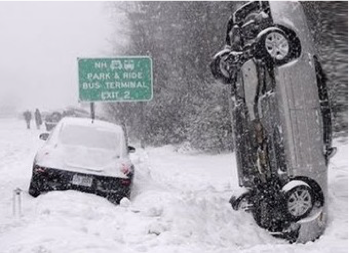 NH
PARK & RIDE
BUS TERMINAL
EXIT 2